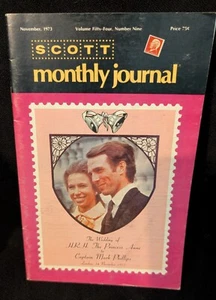 November, 1973 Volume Fifty-Four, Number Nine Price 75¢
SCOTT
monthly journal
The Wedding of
H.R.H. The Princess Anne
to
Captain Mark Phillips